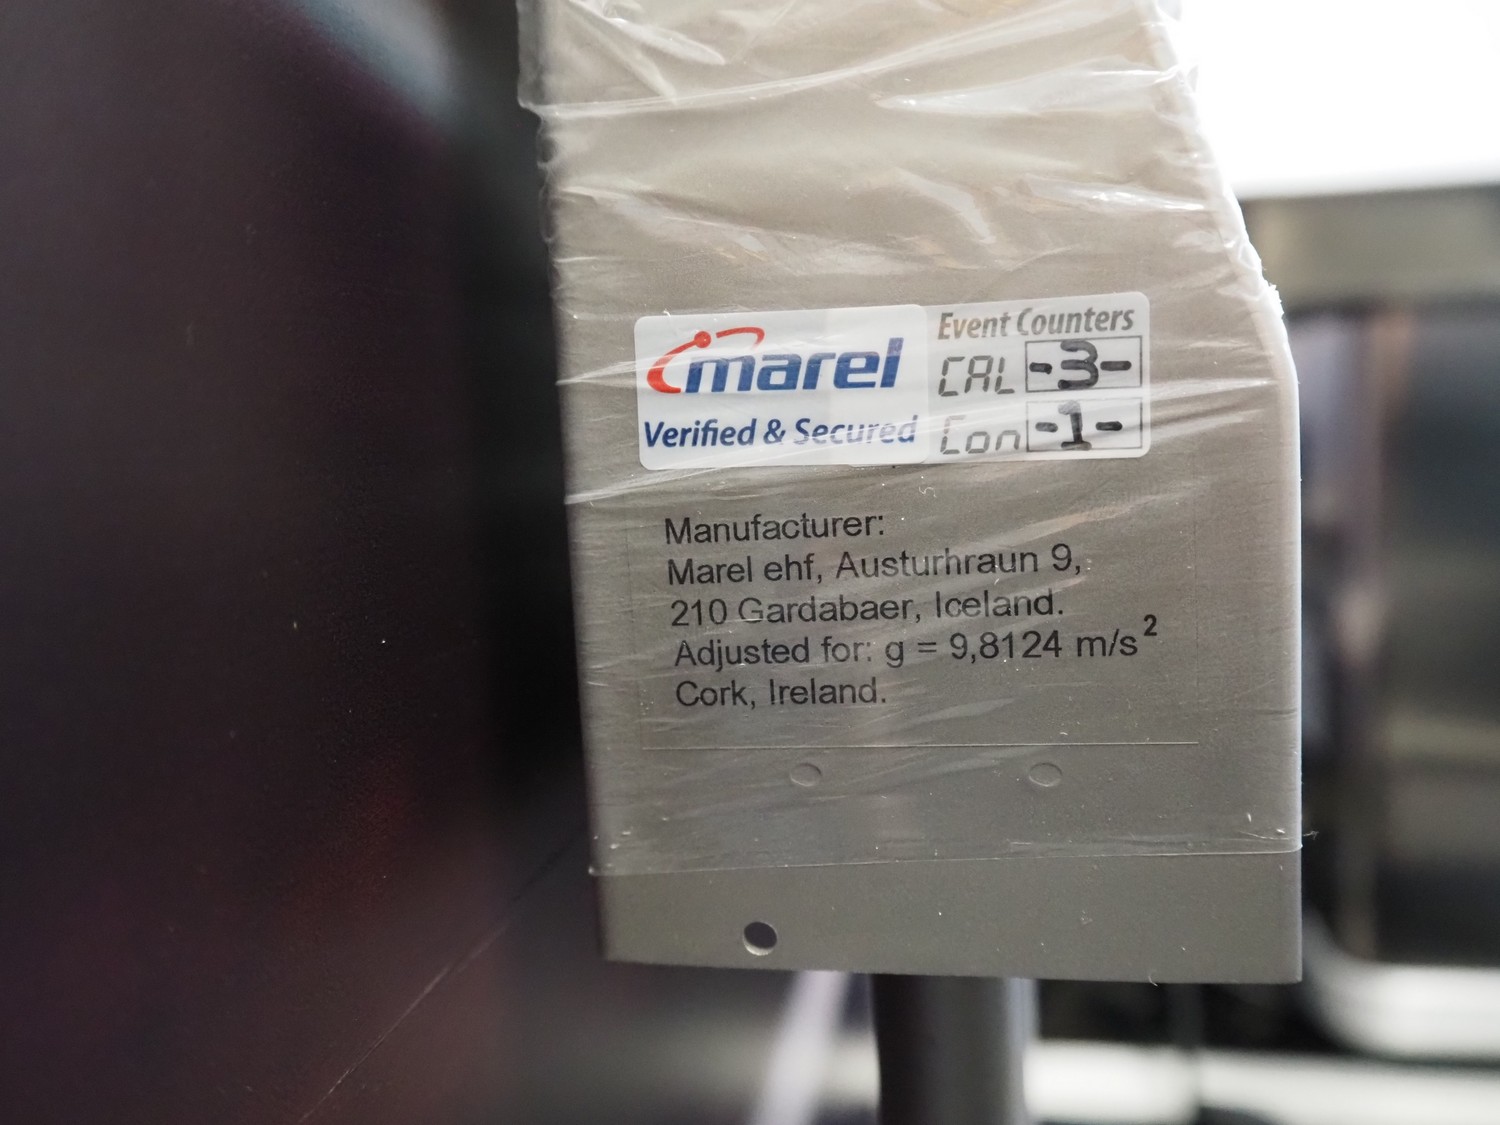 marel
Verified & Secured
Event Counters
CAL -3-
Con -1-
Manufacturer:
Marel ehf, Austurhraun 9,
210 Gardabaer, Iceland.
Adjusted for: g = 9,8124 m/s²
Cork, Ireland.